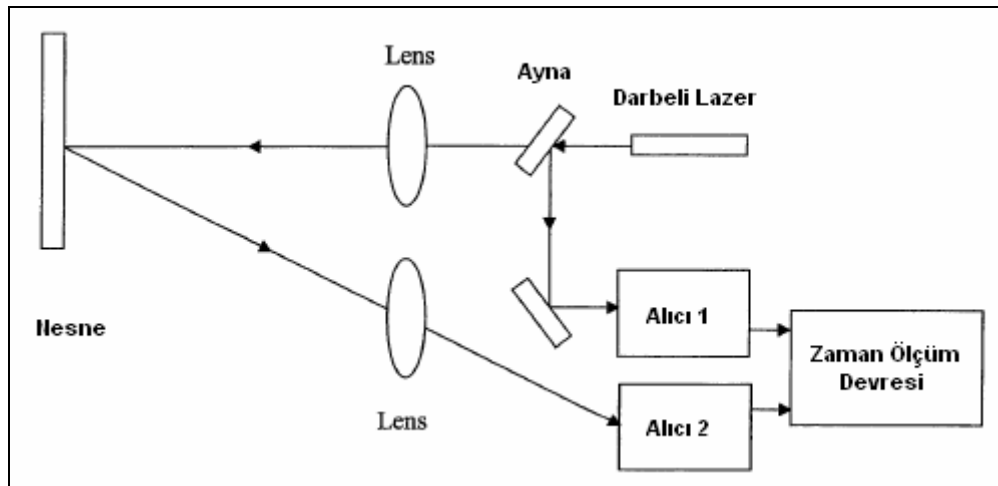 Lens
Ayna
Darbeli Lazer
Nesne
Lens
Alıcı 1
Alıcı 2
Zaman Ölçüm
Devresi